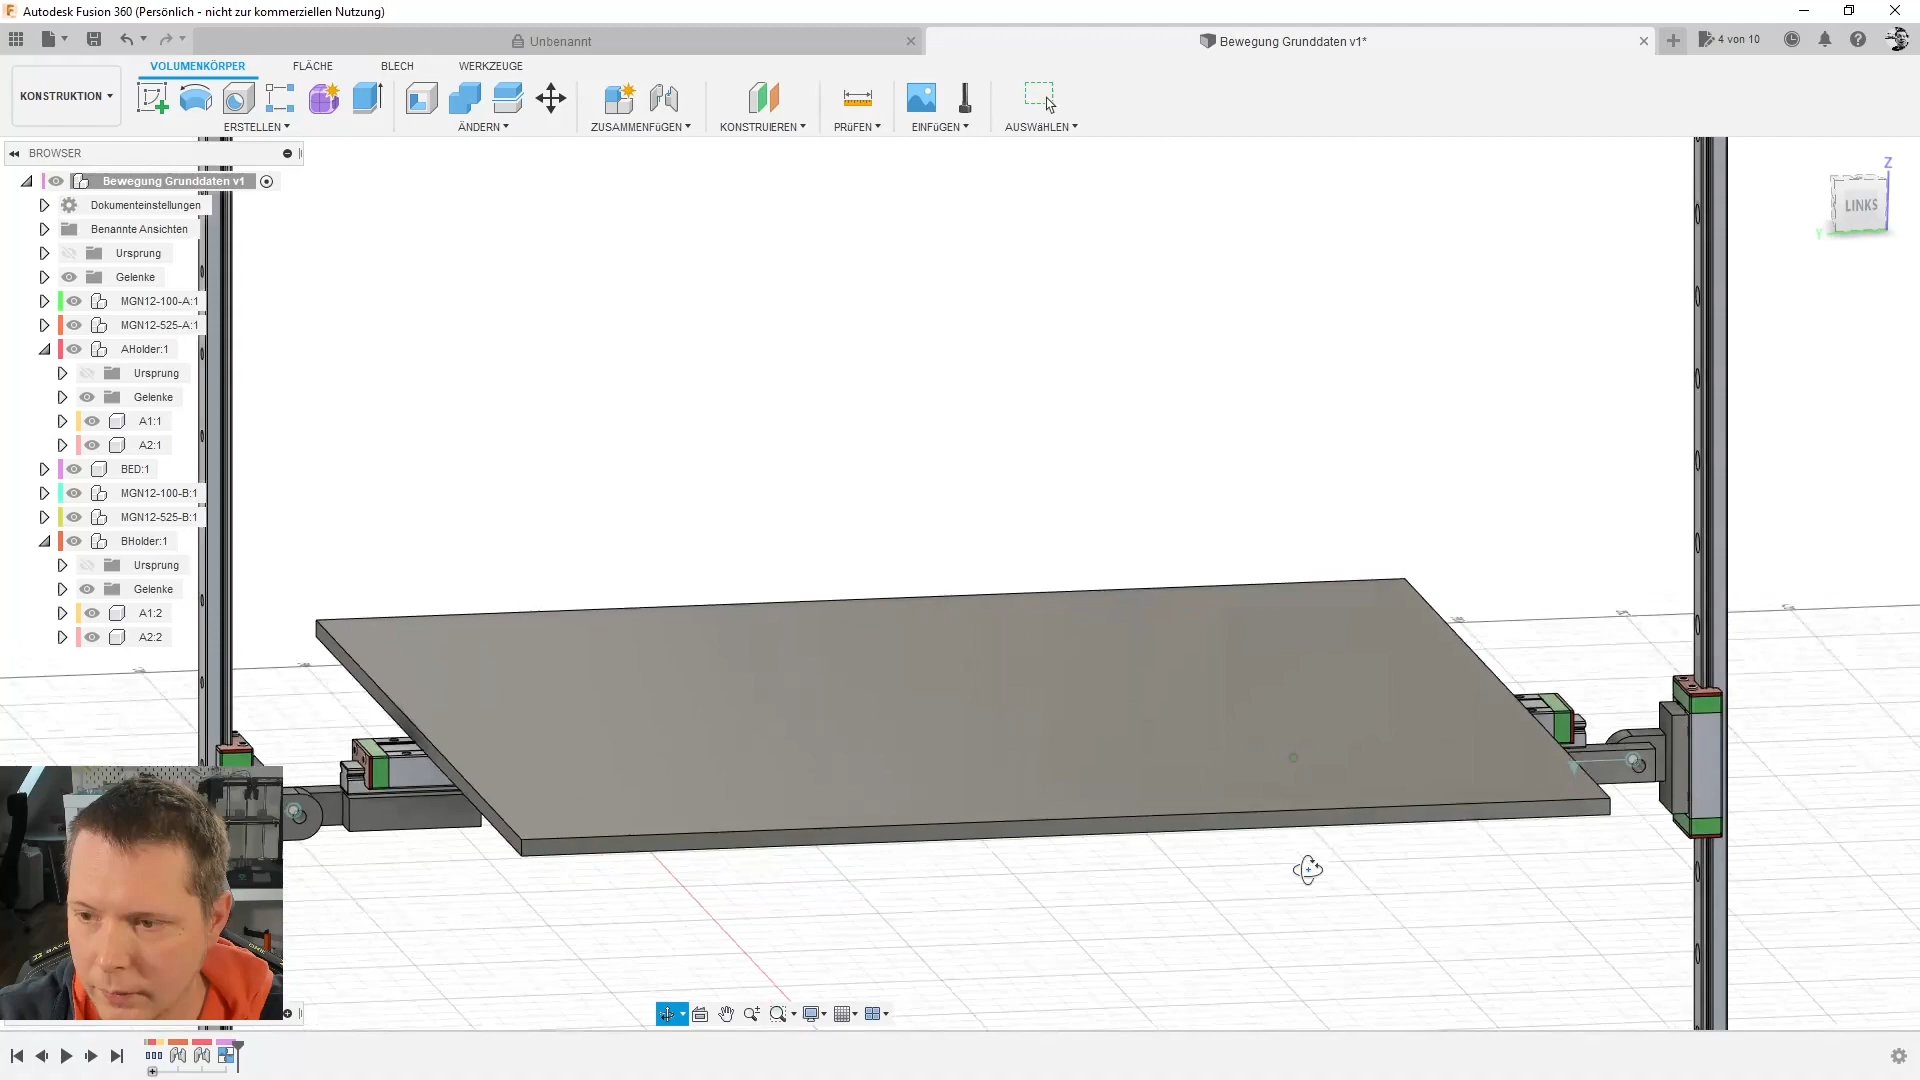 Autodesk Fusion 360 (Persönlich - nicht zur kommerziellen Nutzung)
Unbenannt
Bewegung Grunddaten v1*
4 von 10
KONSTRUKTION
VOLUMENKÖRPER
FLÄCHE
BLECH
WERKZEUGE
ERSTELLEN
ÄNDERN
ZUSAMMENFüGEN
KONSTRUIEREN
PRüFEN
EINFüGEN
AUSWäHLEN
BROWSER
Bewegung Grunddaten v1
Dokumenteinstellungen
Benannte Ansichten
Ursprung
Gelenke
MGN12-100-A:1
MGN12-525-A:1
AHolder:1
Ursprung
Gelenke
A1:1
A2:1
BED:1
MGN12-100-B:1
MGN12-525-B:1
BHolder:1
Ursprung
Gelenke
A1:2
A2:2
Z
LINKS
Y